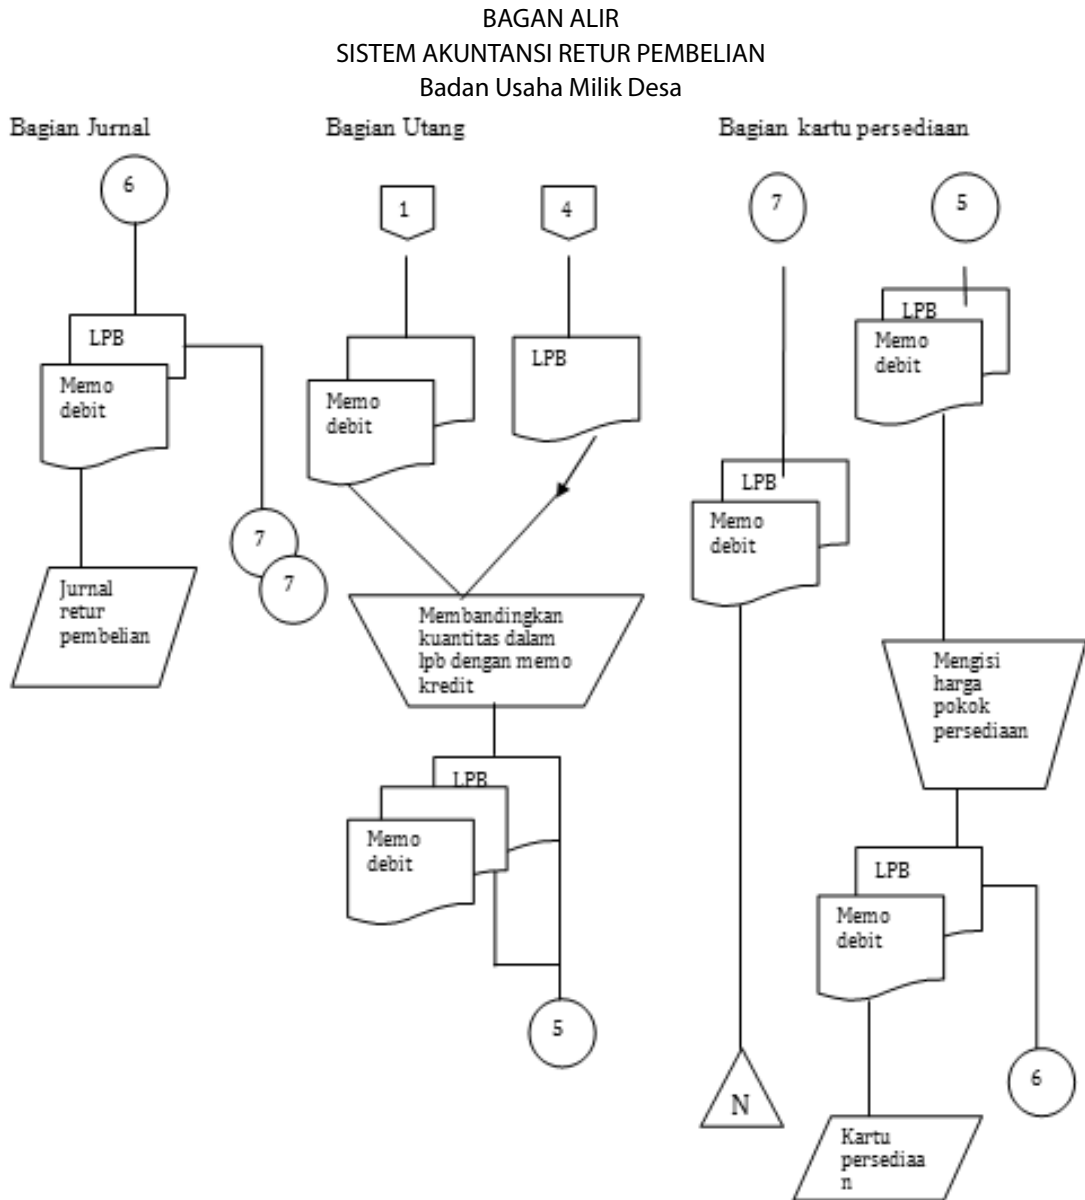 BAGAN ALIR
SISTEM AKUNTANSI RETUR PEMBELIAN
Badan Usaha Milik Desa
Bagian Jurnal
6
LPB
Memo
debit
7
7
Jurnal
retur
pembelian
Bagian Utang
1
4
Memo
debit
LPB
Membandingkan
kuantitas dalam
lpb dengan memo
kredit
LPB
Memo
debit
5
Bagian kartu persediaan
7
5
LPB
Memo
debit
LPB
Memo
debit
Mengisi
harga
pokok
persediaan
LPB
Memo
debit
N
6
Kartu
persediaa
n